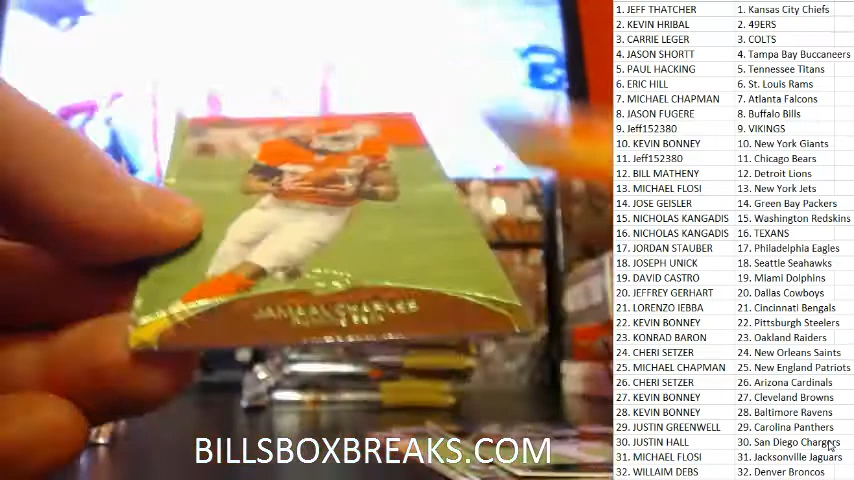 JAMAAL CHARLES
BILLSBOXBREAKS.COM
1. JEFF THATCHER 1. Kansas City Chiefs
2. KEVIN HRIBAL 2. 49ERS
3. CARRIE LEGER 3. COLTS
4. JASON SHORTT 4. Tampa Bay Buccaneers
5. PAUL HACKING 5. Tennessee Titans
6. ERIC HILL 6. St. Louis Rams
7. MICHAEL CHAPMAN 7. Atlanta Falcons
8. JASON FUGERE 8. Buffalo Bills
9. Jeff152380 9. VIKINGS
10. KEVIN BONNEY 10. New York Giants
11. Jeff152380 11. Chicago Bears
12. BILL MATHENY 12. Detroit Lions
13. MICHAEL FLOSI 13. New York Jets
14. JOSE GEISLER 14. Green Bay Packers
15. NICHOLAS KANGADIS 15. Washington Redskins
16. NICHOLAS KANGADIS 16. TEXANS
17. JORDAN STAUBER 17. Philadelphia Eagles
18. JOSEPH UNICK 18. Seattle Seahawks
19. DAVID CASTRO 19. Miami Dolphins
20. JEFFREY GERHART 20. Dallas Cowboys
21. LORENZO IEBBA 21. Cincinnati Bengals
22. KEVIN BONNEY 22. Pittsburgh Steelers
23. KONRAD BARON 23. Oakland Raiders
24. CHERI SETZER 24. New Orleans Saints
25. MICHAEL CHAPMAN 25. New England Patriots
26. CHERI SETZER 26. Arizona Cardinals
27. KEVIN BONNEY 27. Cleveland Browns
28. KEVIN BONNEY 28. Baltimore Ravens
29. JUSTIN GREENWELL 29. Carolina Panthers
30. JUSTIN HALL 30. San Diego Chargers
31. MICHAEL FLOSI 31. Jacksonville Jaguars
32. WILLAIM DEBS 32. Denver Broncos